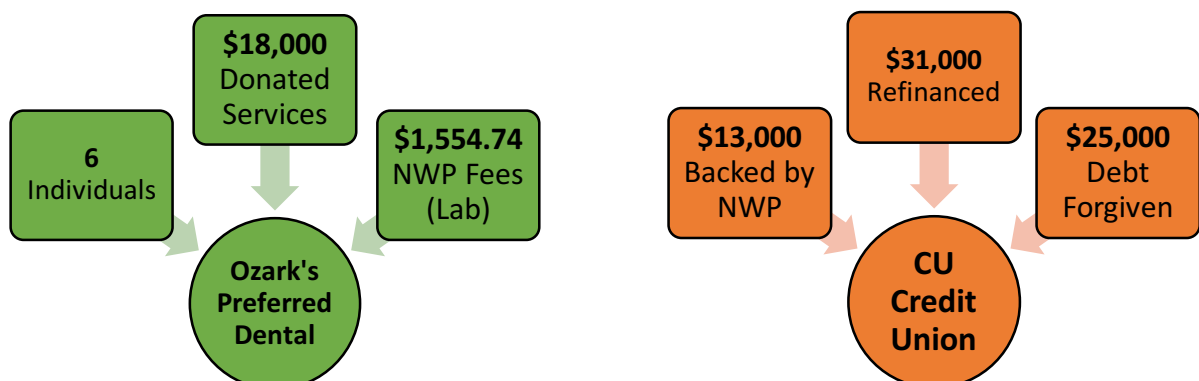 6
Individuals
$18,000
Donated
Services
$1,554.74
NWP Fees
(Lab)
Ozark's
Preferred
Dental
$13,000
Backed by
NWP
$31,000
Refinanced
$25,000
Debt
Forgiven
CU
Credit
Union